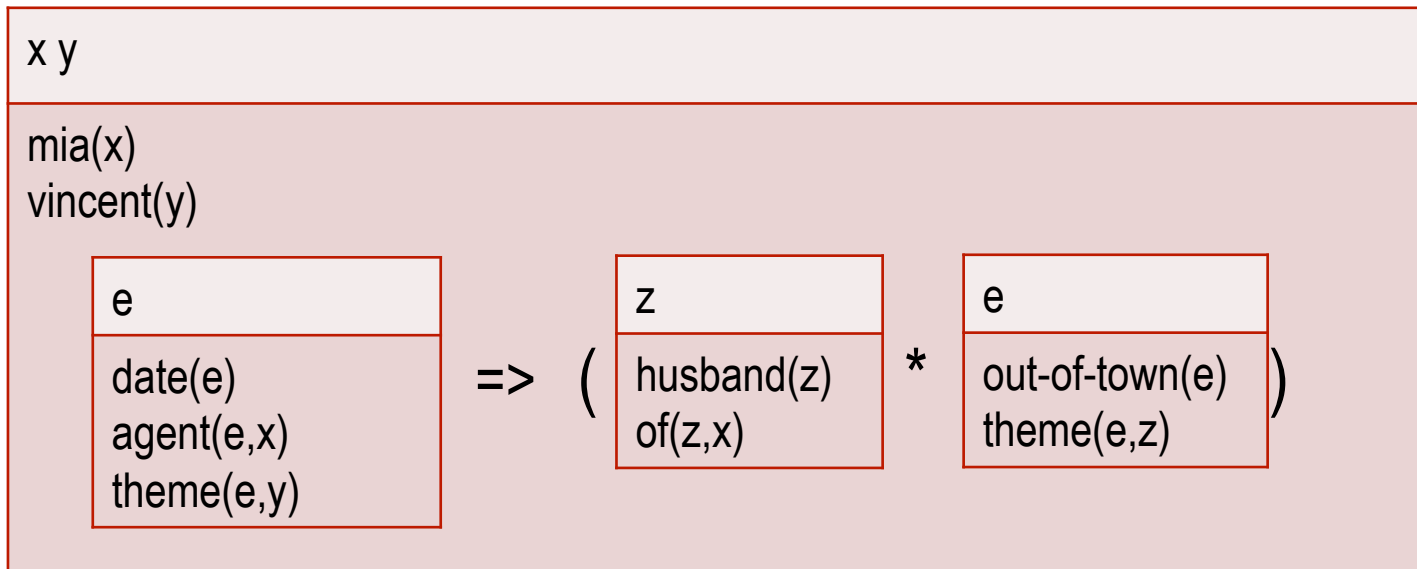 x y
mia(x)
vincent(y)
e
date(e)
agent(e,x)
theme(e,y)
=> (
z
husband(z)
of(z,x)
*
e
out-of-town(e)
theme(e,z)
)